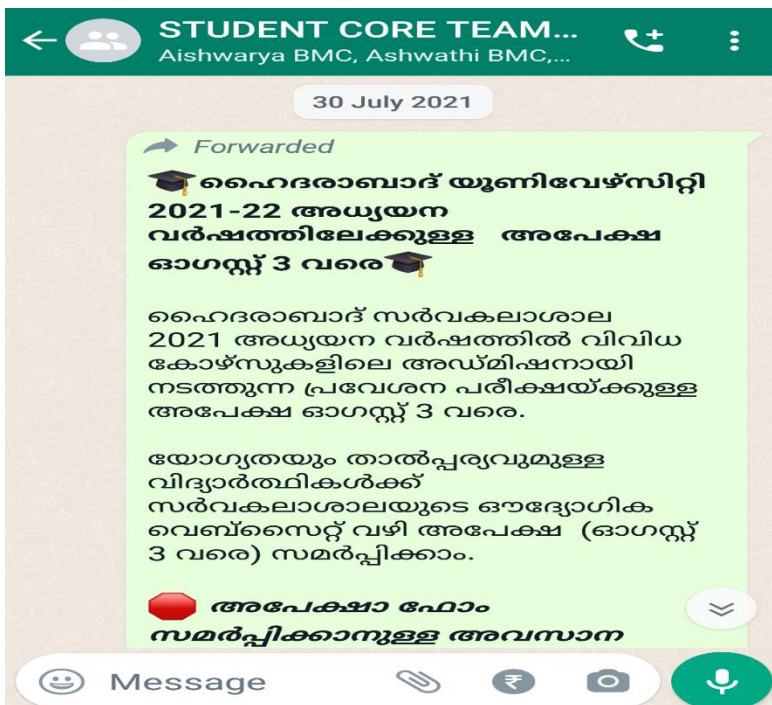 STUDENT CORE TEAM...
Aishwarya BMC, Ashwathi BMC,...
30 July 2021
Forwarded
🎓ഹൈദരാബാദ് യൂണിവേഴ്സിറ്റി
2021-22 അധ്യയന
വർഷത്തിലേക്കുള്ള അപേക്ഷ
ഓഗസ്റ്റ് 3 വരെ🎓
ഹൈദരാബാദ് സർവകലാശാല
2021 അധ്യയന വർഷത്തിൽ വിവിധ
കോഴ്സുകളിലെ അഡ്മിഷനായി
നടത്തുന്ന പ്രവേശന പരീക്ഷയ്ക്കുള്ള
അപേക്ഷ ഓഗസ്റ്റ് 3 വരെ.
യോഗ്യതയും താൽപ്പര്യവുമുള്ള
വിദ്യാർത്ഥികൾക്ക്
സർവകലാശാലയുടെ ഔദ്യോഗിക
വെബ്സൈറ്റ് വഴി അപേക്ഷ (ഓഗസ്റ്റ്
3 വരെ) സമർപ്പിക്കാം.
🛑 അപേക്ഷാ ഫോം
സമർപ്പിക്കാനുള്ള അവസാന
Message